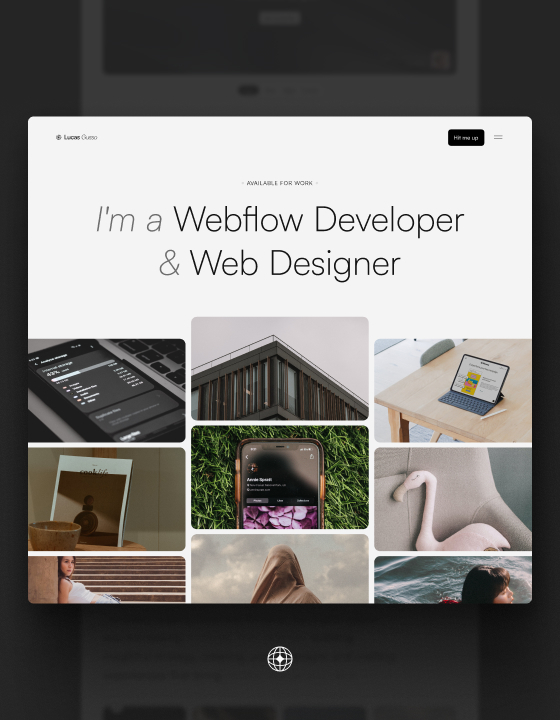 Lucas Gusso
Hit me up
AVAILABLE FOR WORK
I'm a Webflow Developer
& Web Designer
Annie Spratt